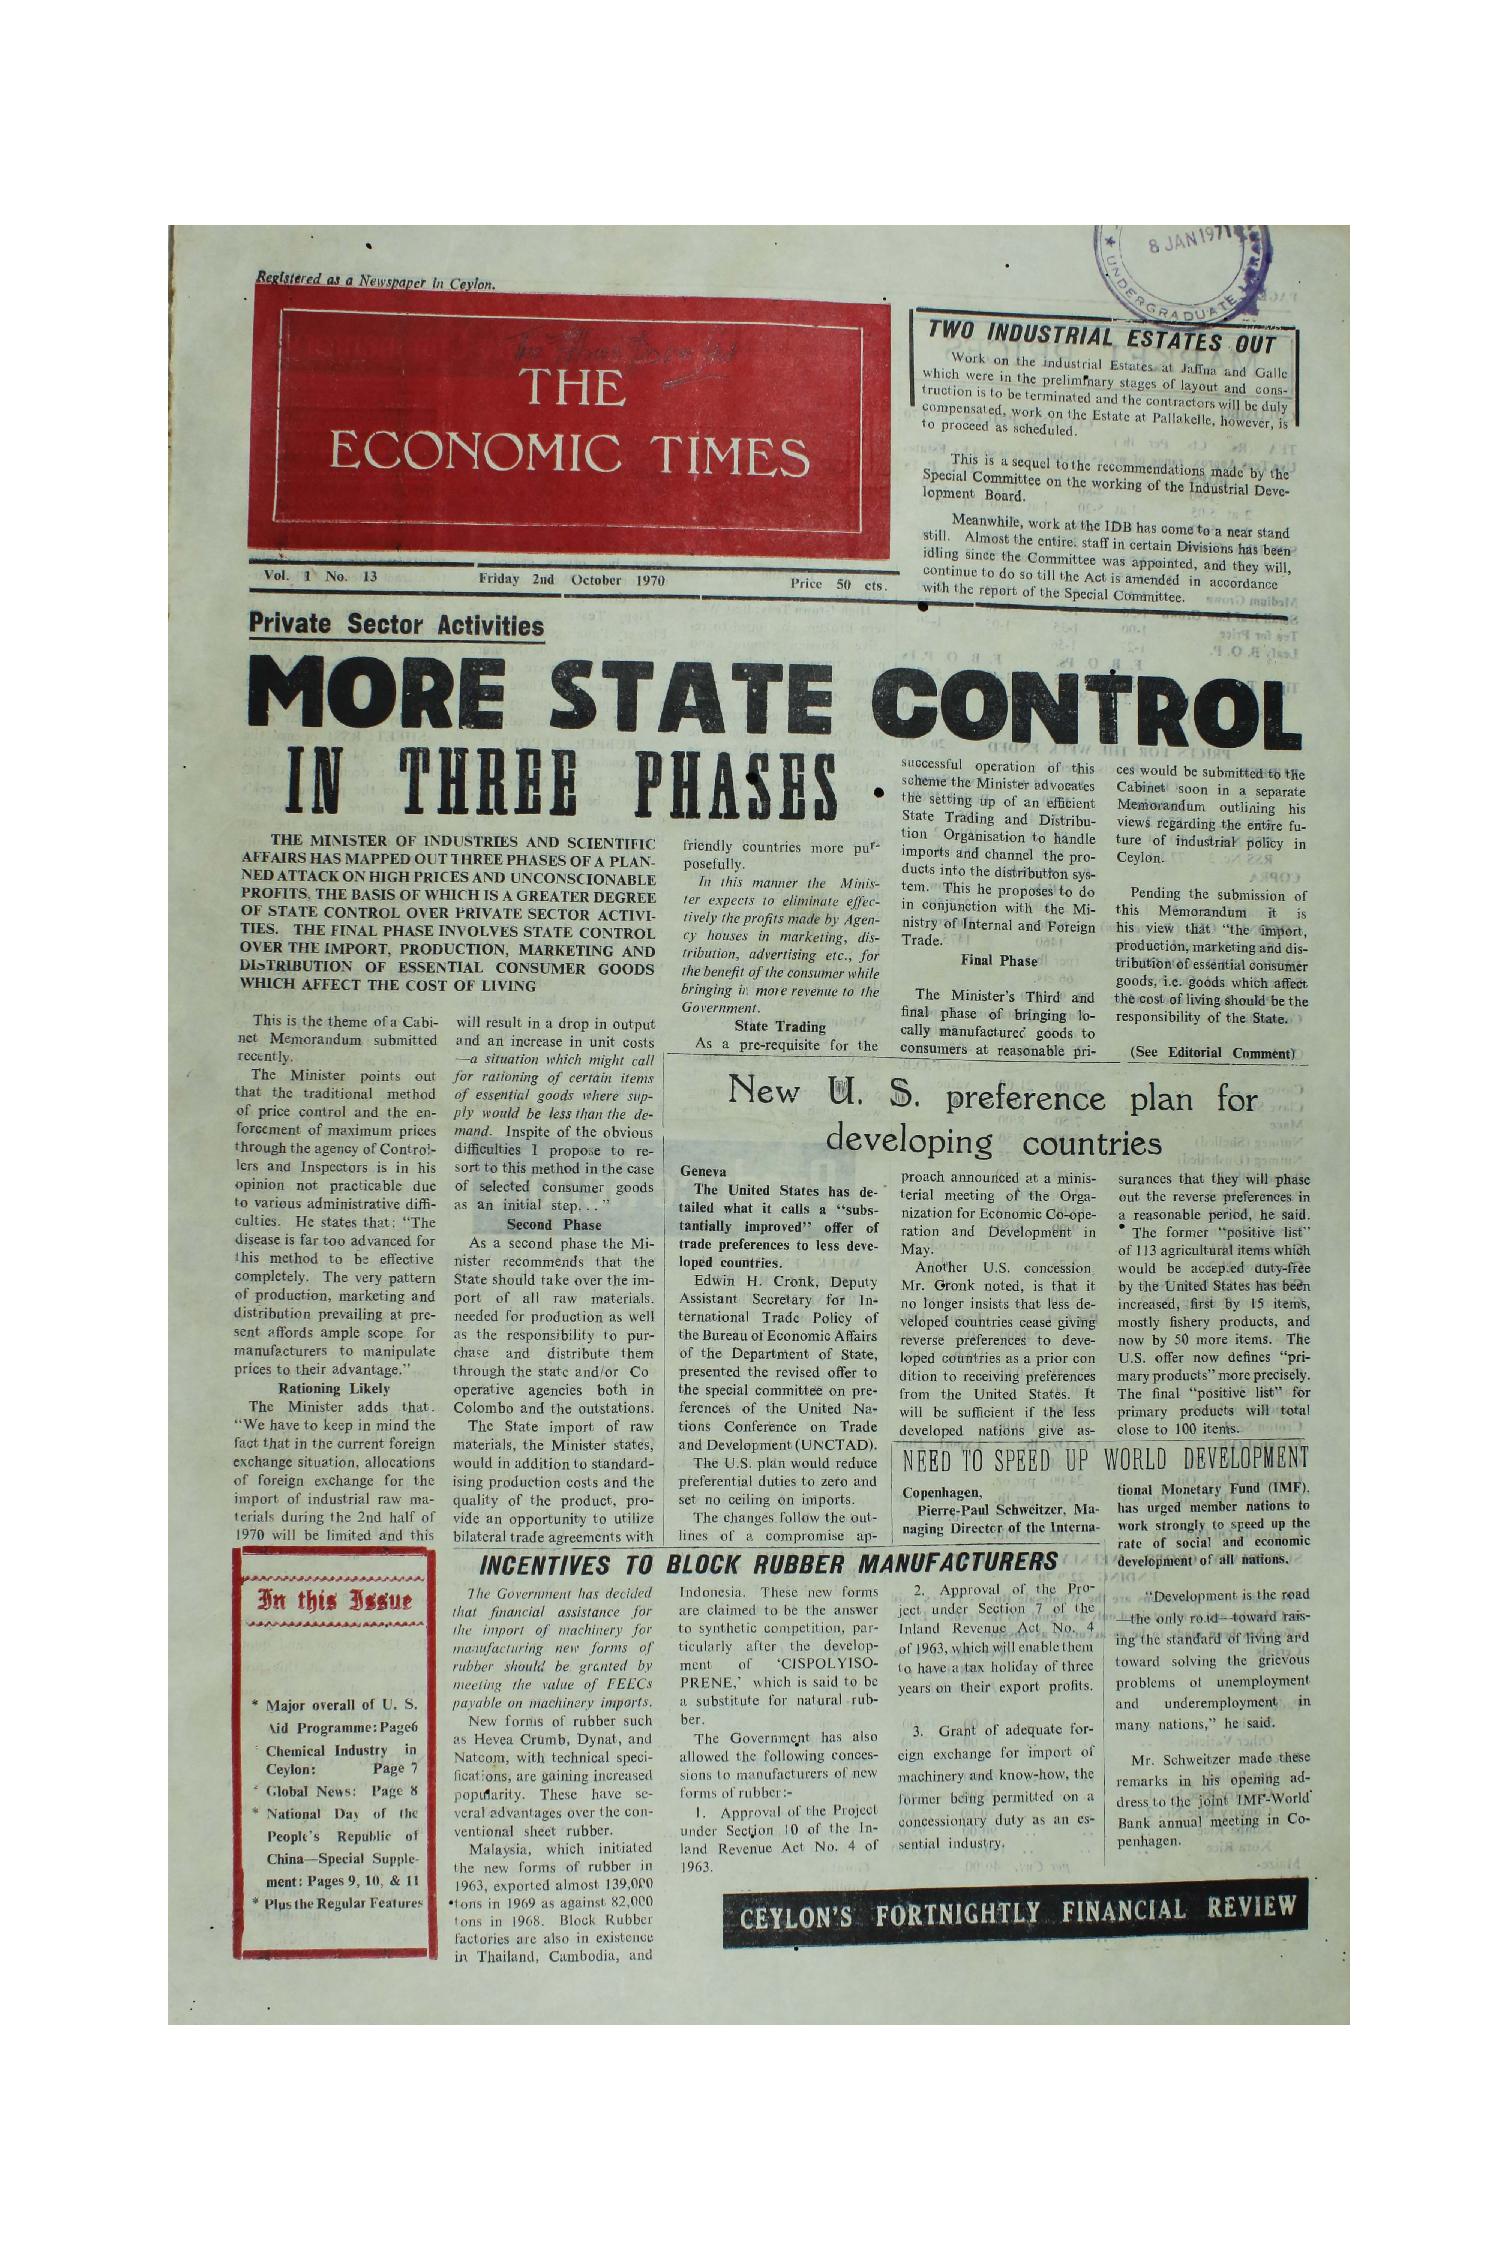 8 JAN 1971
UNDERGRADUATE
Registered as a Newspaper in Ceylon.
THE
ECONOMIC TIMES
Vol. 1 No. 13 Friday 2nd October 1970 Price 50 cts.
TWO INDUSTRIAL ESTATES OUT
Work on the industrial Estates at Jaffna and Galle
which were in the preliminary stages of layout and cons-
truction is to be terminated and the contractors will be duly
compensated, work on the Estate at Pallakelle, however, is
to proceed as scheduled.
This is a sequel to the recommendations made by the
Special Committee on the working of the Industrial Deve-
lopment Board.
Meanwhile, work at the IDB has come to a near stand
still. Almost the entire. staff in certain Divisions has been
idling since the Committee was appointed, and they will,
continue to do so till the Act is amended in accordance
with the report of the Special Committee.
Private Sector Activities
MORE STATE CONTROL
IN THREE PHASES
THE MINISTER OF INDUSTRIES AND SCIENTIFIC
AFFAIRS HAS MAPPED OUT THREE PHASES OF A PLAN-
NED ATTACK ON HIGH PRICES AND UNCONSCIONABLE
PROFITS, THE BASIS OF WHICH IS A GREATER DEGREE
OF STATE CONTROL OVER PRIVATE SECTOR ACTIVI-
TIES. THE FINAL PHASE INVOLVES STATE CONTROL
OVER THE IMPORT, PRODUCTION, MARKETING AND
DISTRIBUTION OF ESSENTIAL CONSUMER GOODS
WHICH AFFECT THE COST OF LIVING
This is the theme of a Cabi-
net Memorandum submitted
recently.
The Minister points out
that the traditional method
of price control and the en-
forcement of maximum prices
through the agency of Control-
lers and Inspectors is in his
opinion not practicable due
to various administrative diffi-
culties. He states that: "The
disease is far too advanced for
this method to be effective
completely. The very pattern
of production, marketing and
distribution prevailing at pre-
sent affords ample scope for
manufacturers to manipulate
prices to their advantage."
Rationing Likely
The Minister adds that.
"We have to keep in mind the
fact that in the current foreign
exchange situation, allocations
of foreign exchange for the
import of industrial raw ma-
terials during the 2nd half of
1970 will be limited and this
will result in a drop in output
and an increase in unit costs
—a situation which might call
for rationing of certain items
of essential goods where sup-
ply would be less than the de-
mand. Inspite of the obvious
difficulties I propose to re-
sort to this method in the case
of selected consumer goods
as an initial step..."
Second Phase
As a second phase the Mi-
nister recommends that the
State should take over the im-
port of all raw materials.
needed for production as well
as the responsibility to pur-
chase and distribute them
through the state and/or Co
operative agencies both in
Colombo and the outstations.
The State import of raw
materials, the Minister states,
would in addition to standard-
ising production costs and the
quality of the product, pro-
vide an opportunity to utilize
bilateral trade agreements with
friendly countries more pur-
posefully.
In this manner the Minis-
ter expects to eliminate effec-
tively the profits made by Agen-
cy houses in marketing, dis-
tribution, advertising etc., for
the benefit of the consumer while
bringing in more revenue to the
Government.
State Trading
As a pre-requisite for the
successful operation of this
scheme the Minister advocates
the setting up of an efficient
State Trading and Distribu-
tion Organisation to handle
imports and channel the pro-
ducts into the distribution sys-
tem. This he proposes to do
in conjunction with the Mi-
nistry of Internal and Foreign
Trade.
Final Phase
The Minister's Third and
final phase of bringing lo-
cally manufactured goods to
consumers at reasonable pri-
ces would be submitted to the
Cabinet soon in a separate
Memorandum outlining his
views regarding the entire fu-
ture of industrial policy in
Ceylon.
Pending the submission of
this Memorandum it is
his view that "the import,
production, marketing and dis-
tribution of essential consumer
goods, i.e. goods which affect
the cost of living should be the
responsibility of the State.
(See Editorial Comment)
New U. S. preference plan for
developing countries
Geneva
The United States has de-
tailed what it calls a "subs-
tantially improved" offer of
trade preferences to less deve-
loped countries.
Edwin H. Cronk, Deputy
Assistant Secretary for In-
ternational Trade Policy of
the Bureau of Economic Affairs
of the Department of State,
presented the revised offer to
the special committee on pre-
ferences of the United Na-
tions Conference on Trade
and Development (UNCTAD).
The U.S. plan would reduce
preferential duties to zero and
set no ceiling on imports.
The changes follow the out-
lines of a compromise ap-
proach announced at a minis-
terial meeting of the Orga-
nization for Economic Co-ope-
ration and Development in
May.
Another U.S. concession
Mr. Gronk noted, is that it
no longer insists that less de-
veloped countries cease giving
reverse preferences to deve-
loped countries as a prior con
dition to receiving preferences
from the United States. It
will be sufficient if the less
developed nations give as-
surances that they will phase
out the reverse preferences in
a reasonable period, he said.
The former "positive list"
of 113 agricultural items which
would be accepted duty-free
by the United States has been
increased, first by 15 items,
mostly fishery products, and
now by 50 more items. The
U.S. offer now defines "pri-
mary products" more precisely.
The final "positive list" for
primary products will total
close to 100 items.
NEED TO SPEED UP WORLD DEVELOPMENT
Copenhagen,
Pierre-Paul Schweitzer, Ma-
naging Director of the Interna-
tional Monetary Fund (IMF).
has urged member nations to
work strongly to speed up the
rate of social and economic
development of all nations.
"Development is the road
—the only road—toward rais-
ing the standard of living and
toward solving the grievous
problems of unemployment
and underemployment in
many nations," he said.
Mr. Schweitzer made these
remarks in his opening ad-
dress to the joint IMF-World
Bank annual meeting in Co-
penhagen.
In this Issue
* Major overall of U. S.
Aid Programme: Page6
Chemical Industry in
Ceylon: Page 7
* Global News: Page 8
* National Day of the
People's Republic of
China—Special Supple-
ment: Pages 9, 10, & 11
* Plus the Regular Features
INCENTIVES TO BLOCK RUBBER MANUFACTURERS
The Government has decided
that financial assistance for
the import of machinery for
manufacturing new forms of
rubber should be granted by
meeting the value of FEECs
payable on machinery imports.
New forms of rubber such
as Hevea Crumb, Dynat, and
Natcom, with technical speci-
fications, are gaining increased
popularity. These have se-
veral advantages over the con-
ventional sheet rubber.
Malaysia, which initiated
the new forms of rubber in
1963, exported almost 139,000
tons in 1969 as against 82,000
tons in 1968. Block Rubber
factories are also in existence
in Thailand, Cambodia, and
Indonesia. These new forms
are claimed to be the answer
to synthetic competition, par-
ticularly after the develop-
ment of 'CISPOLYISO-
PRENE,' which is said to be
a substitute for natural rub-
ber.
The Government has also
allowed the following conces-
sions to manufacturers of new
forms of rubber:-
1. Approval of the Project
under Section 10 of the In-
land Revenue Act No. 4 of
1963.
2. Approval of the Pro-
ject under Section 7 of the
Inland Revenue Act No. 4
of 1963, which will enable them
to have a tax holiday of three
years on their export profits.
3. Grant of adequate for-
eign exchange for import of
machinery and know-how, the
former being permitted on a
concessionary duty as an es-
sential industry.
CEYLON'S FORTNIGHTLY FINANCIAL REVIEW